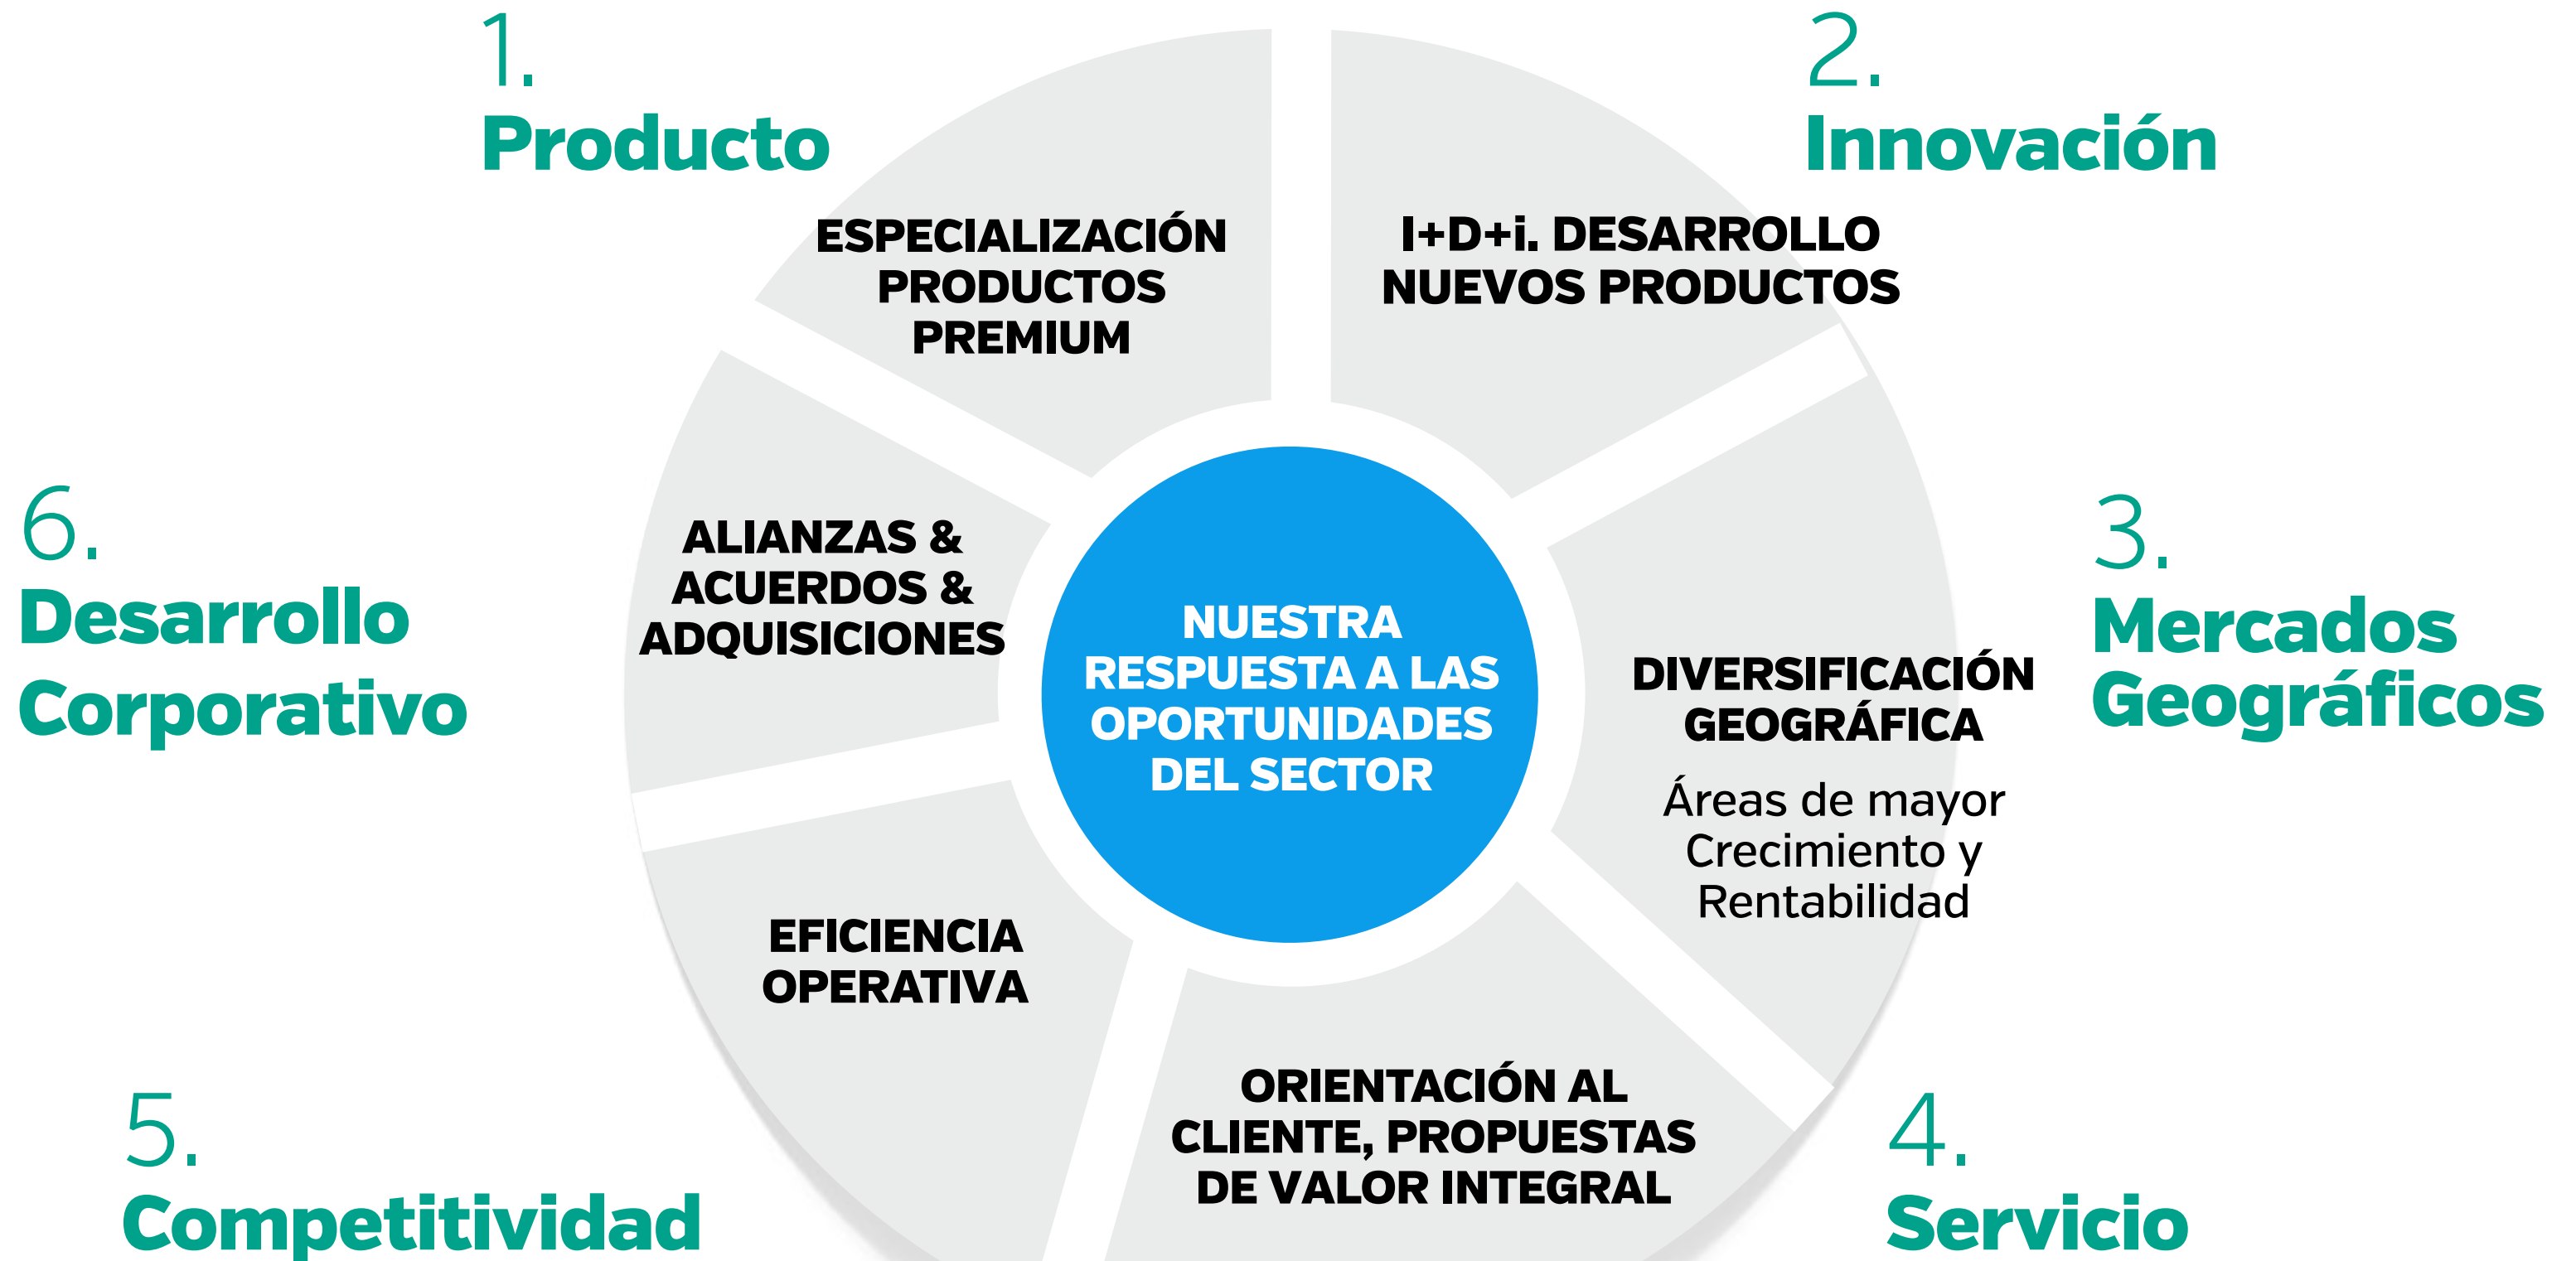 1.
Producto
ESPECIALIZACIÓN
PRODUCTOS
PREMIUM
2.
Innovación
I+D+i. DESARROLLO
NUEVOS PRODUCTOS
3.
Mercados
Geográficos
DIVERSIFICACIÓN
GEOGRÁFICA
Áreas de mayor
Crecimiento y
Rentabilidad
4.
Servicio
ORIENTACIÓN AL
CLIENTE, PROPUESTAS
DE VALOR INTEGRAL
5.
Competitividad
EFICIENCIA
OPERATIVA
6.
Desarrollo
Corporativo
ALIANZAS &
ACUERDOS &
ADQUISICIONES
NUESTRA
RESPUESTA A LAS
OPORTUNIDADES
DEL SECTOR